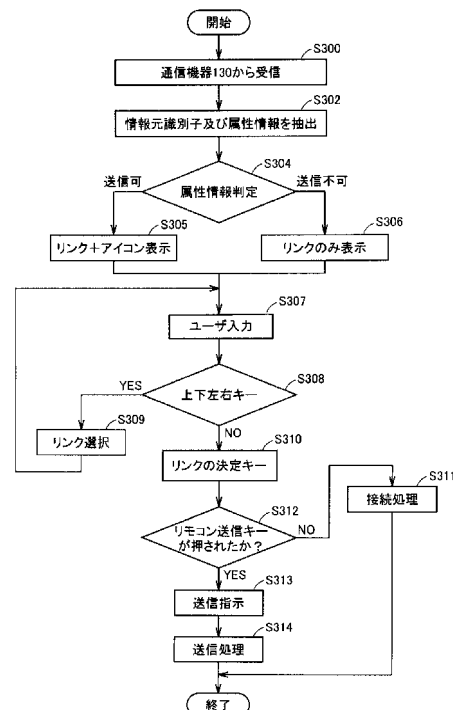 開始
S300
通信機器130から受信
S302
情報元識別子及び属性情報を抽出
S304
送信可
属性情報判定
送信不可
S305
リンク＋アイコン表示
S306
リンクのみ表示
S307
ユーザ入力
S308
YES
上下左右キー
S309
リンク選択
NO
S310
リンクの決定キー
S311
接続処理
S312
リモコン送信キー
が押されたか？
NO
YES
S313
送信指示
S314
送信処理
終了